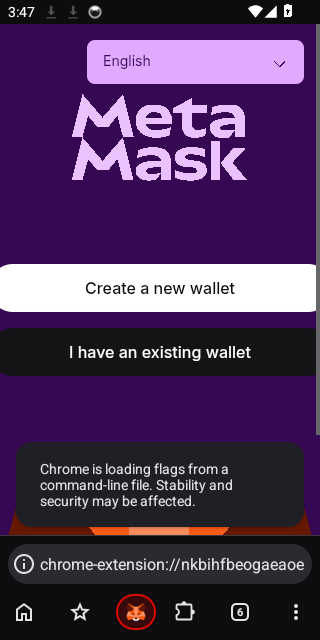 3:47
English
Meta
Mask
Create a new wallet
I have an existing wallet
Chrome is loading flags from a
command-line file. Stability and
security may be affected.
chrome-extension://nkbihfbeogaeaoe
6